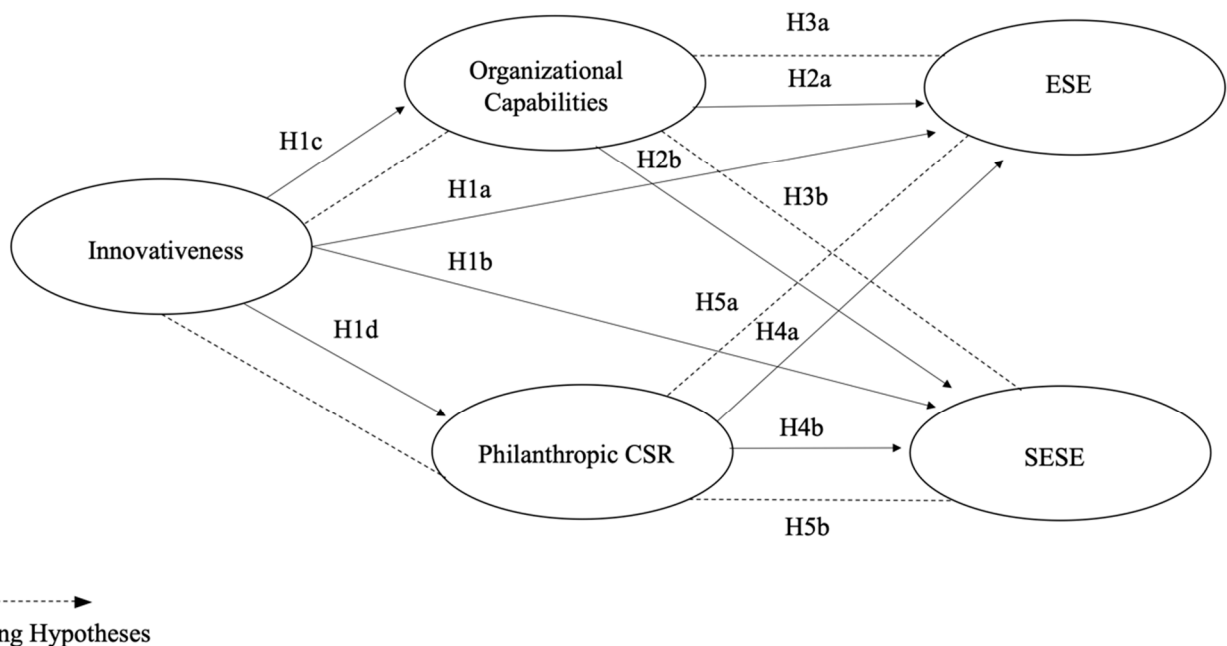 H3a
Organizational
Capabilities
H2a
ESE
H1c
H2b
H1a
H3b
Innovativeness
H1b
H5a
H4a
H1d
H4b
Philanthropic CSR
SESE
H5b
ng Hypotheses